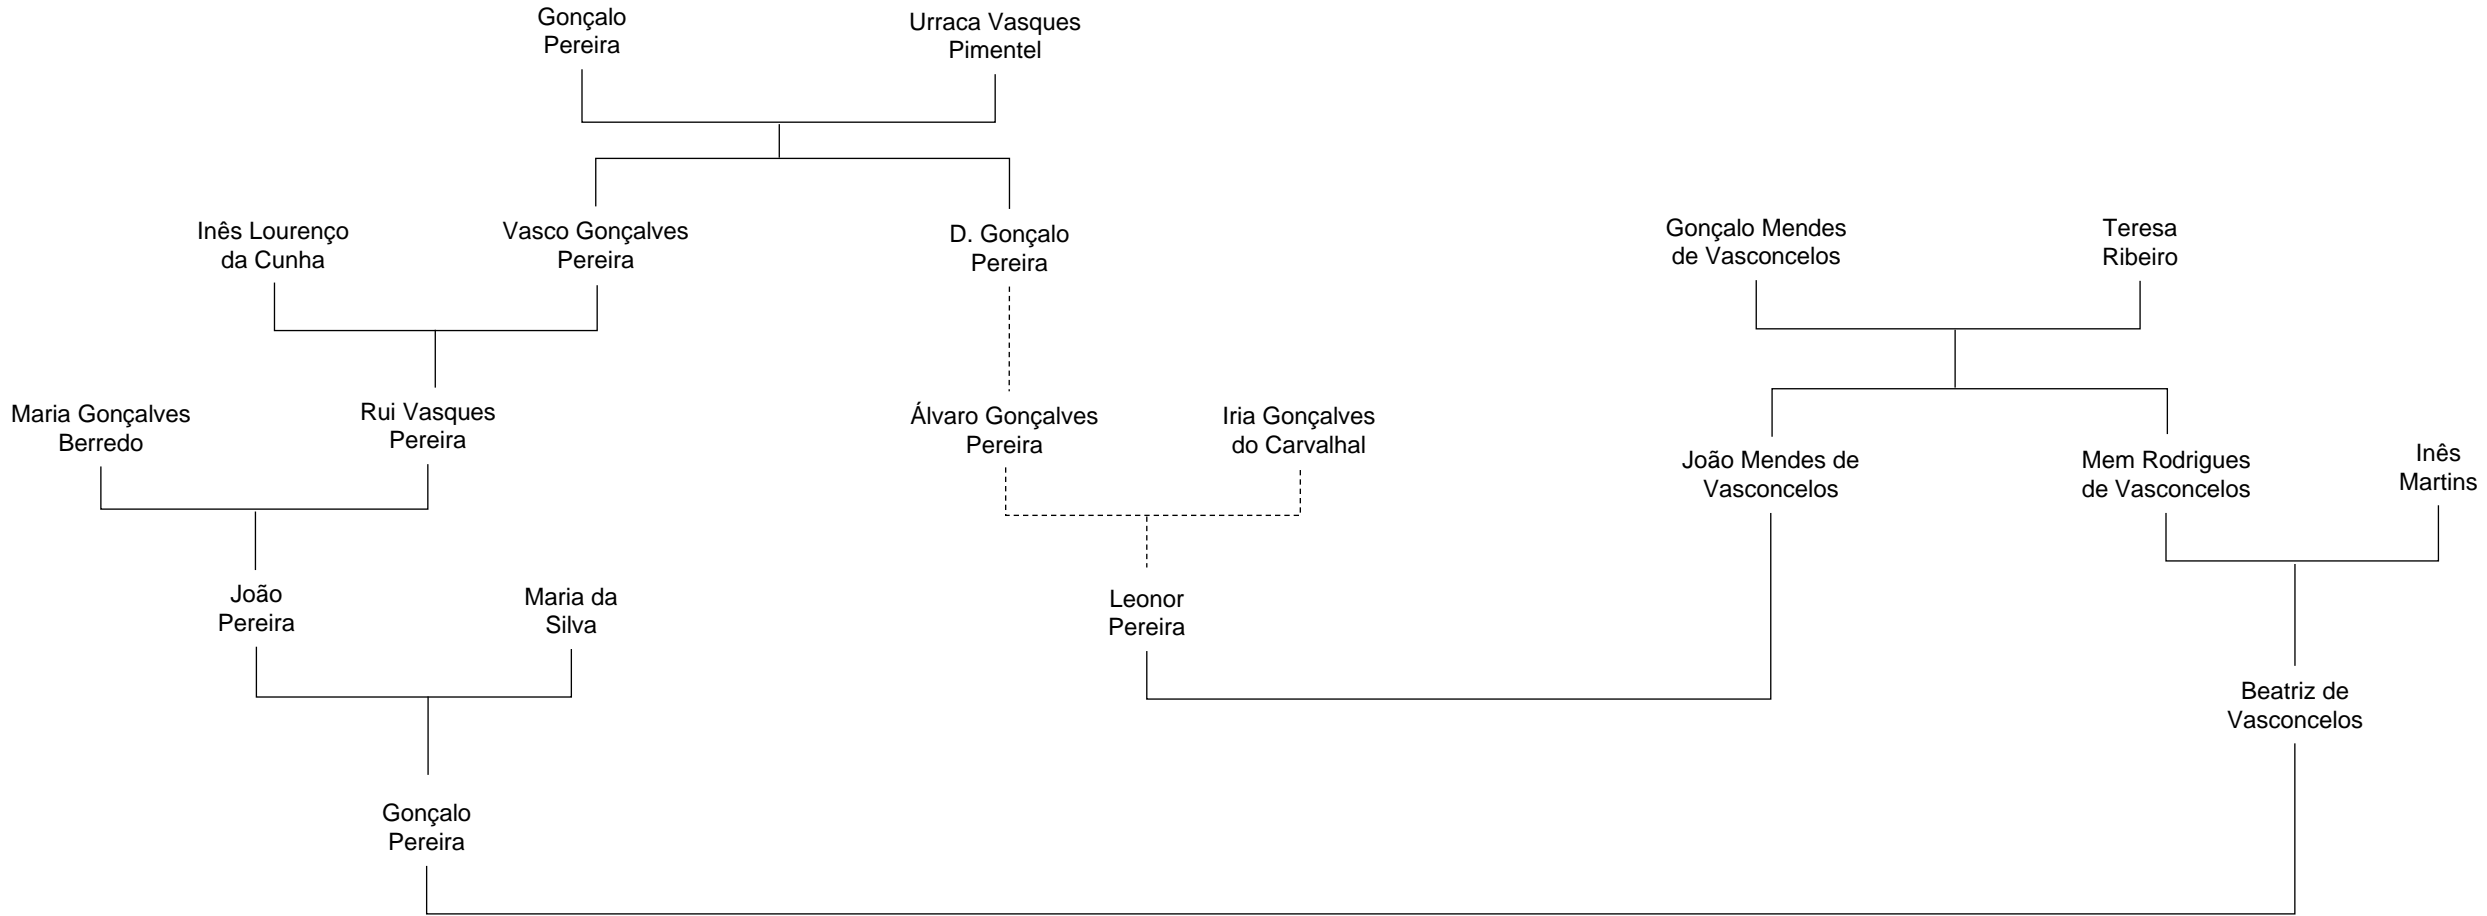 Gonçalo
Pereira
Urraca Vasques
Pimentel
Inês Lourenço
da Cunha
Vasco Gonçalves
Pereira
D. Gonçalo
Pereira
Gonçalo Mendes
de Vasconcelos
Teresa
Ribeiro
Maria Gonçalves
Berredo
Rui Vasques
Pereira
Álvaro Gonçalves
Pereira
Iria Gonçalves
do Carvalhal
João Mendes de
Vasconcelos
Mem Rodrigues
de Vasconcelos
Inês
Martins
João
Pereira
Maria da
Silva
Leonor
Pereira
Beatriz de
Vasconcelos
Gonçalo
Pereira